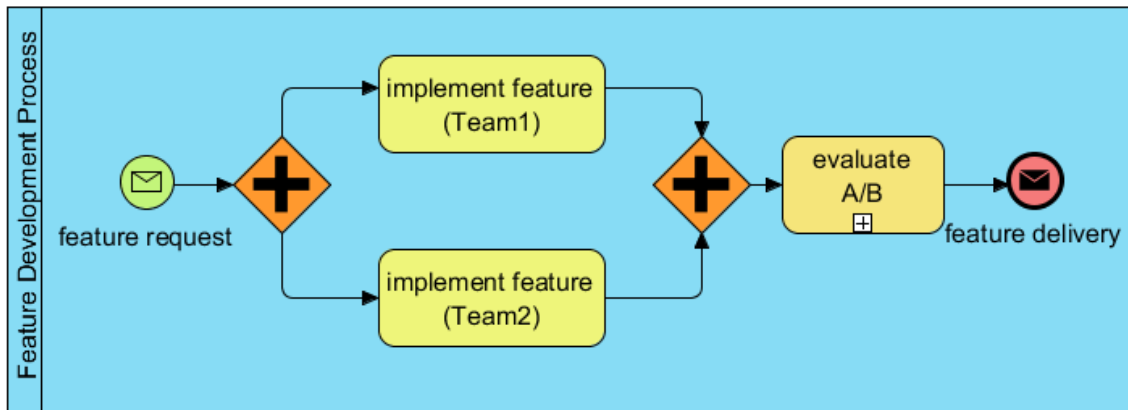 Feature Development Process
feature request
implement feature
(Team1)
implement feature
(Team2)
evaluate
A/B
feature delivery